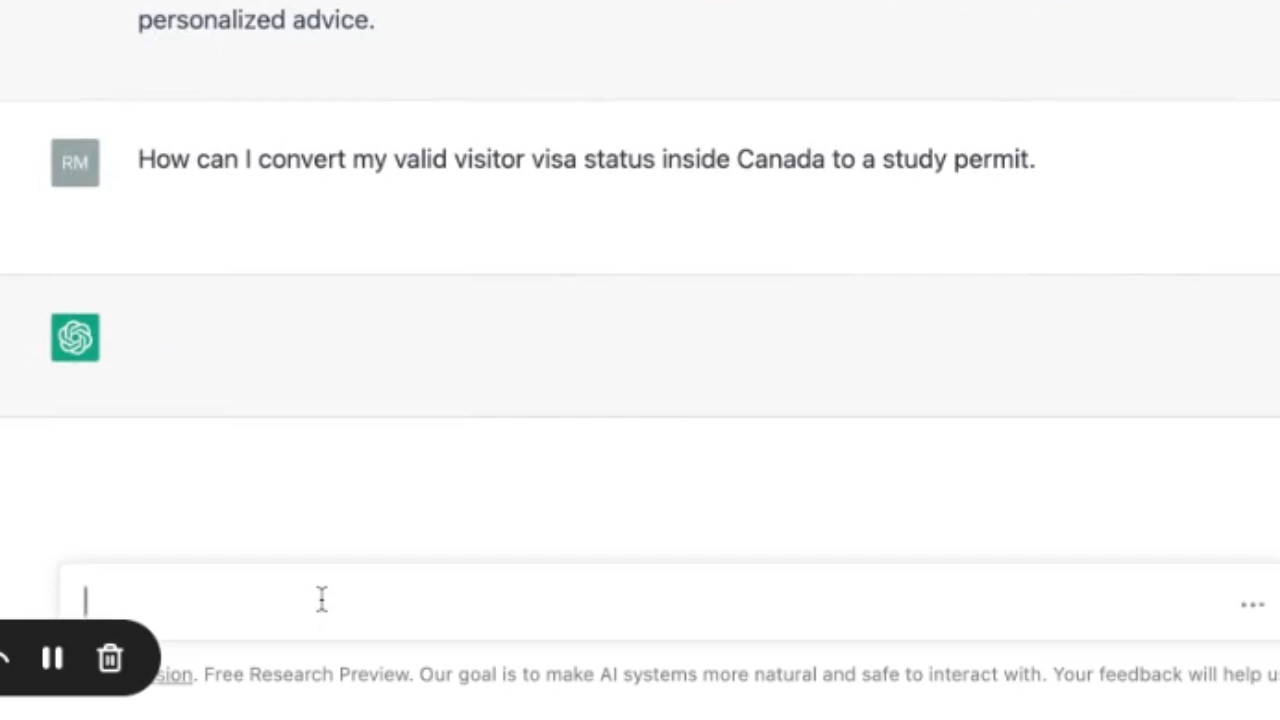 personalized advice.
RM
How can I convert my valid visitor visa status inside Canada to a study permit.
sion. Free Research Preview. Our goal is to make AI systems more natural and safe to interact with. Your feedback will help